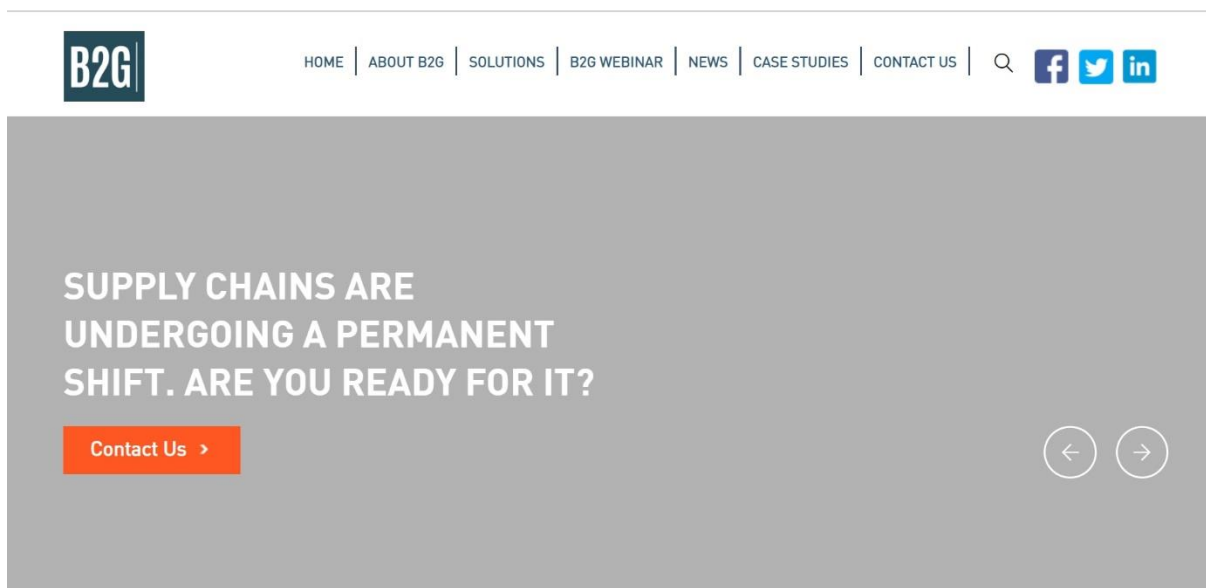 B2G
HOME | ABOUT B2G | SOLUTIONS | B2G WEBINAR | NEWS | CASE STUDIES | CONTACT US |
f in
SUPPLY CHAINS ARE
UNDERGOING A PERMANENT
SHIFT. ARE YOU READY FOR IT?
Contact Us >